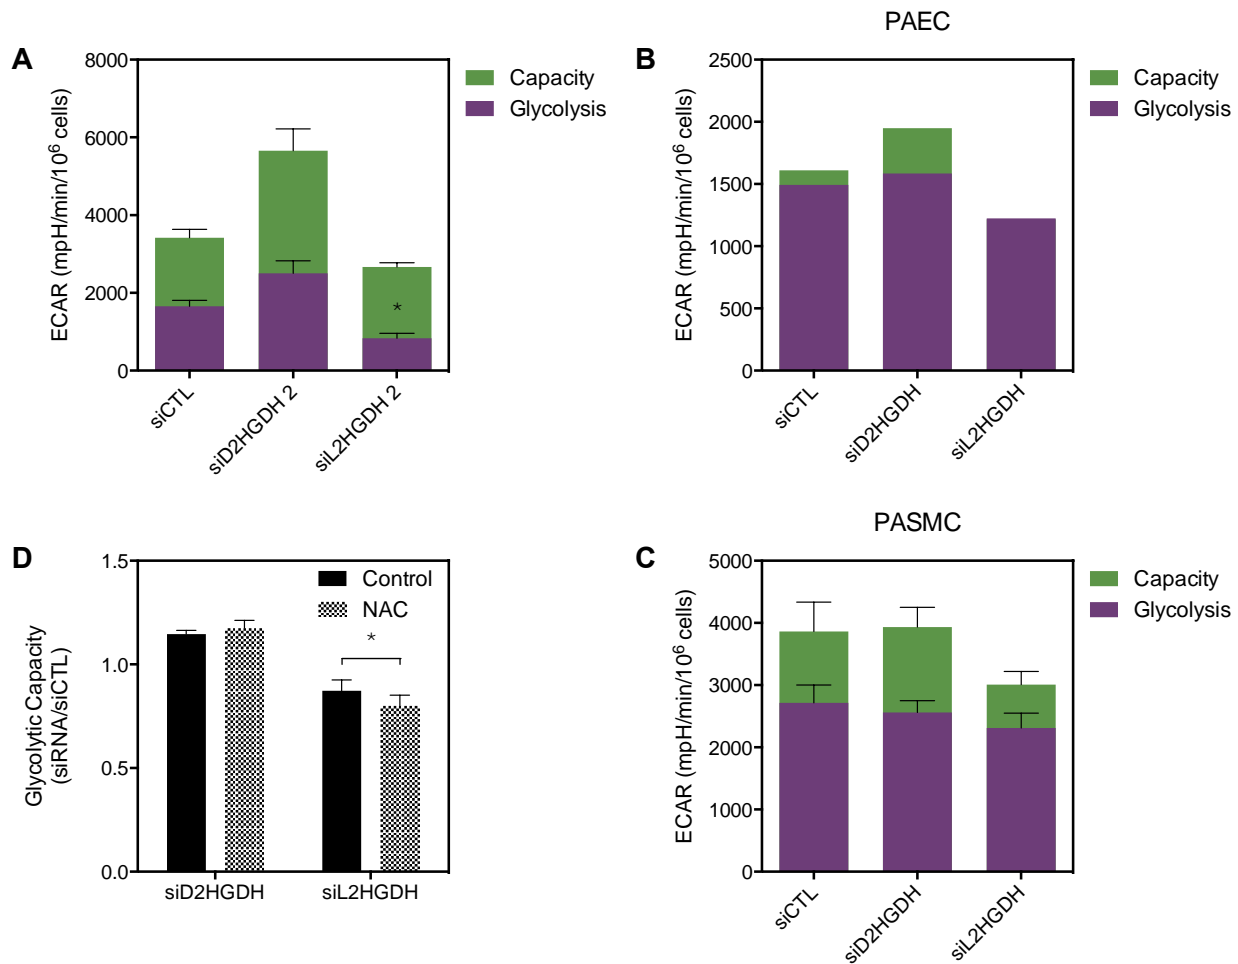 A
8000
6000
4000
2000
0
ECAR (mpH/min/10⁶ cells)
Capacity
Glycolysis
*
siCTL
siD2HGDH 2
siL2HGDH 2
PAEC
B
2500
2000
1500
1000
500
0
ECAR (mpH/min/10⁶ cells)
Capacity
Glycolysis
siCTL
siD2HGDH
siL2HGDH
D
1.5
1.0
0.5
0.0
Glycolytic Capacity
(siRNA/siCTL)
Control
NAC
*
siD2HGDH
siL2HGDH
PASMC
C
5000
4000
3000
2000
1000
0
ECAR (mpH/min/10⁶ cells)
Capacity
Glycolysis
siCTL
siD2HGDH
siL2HGDH